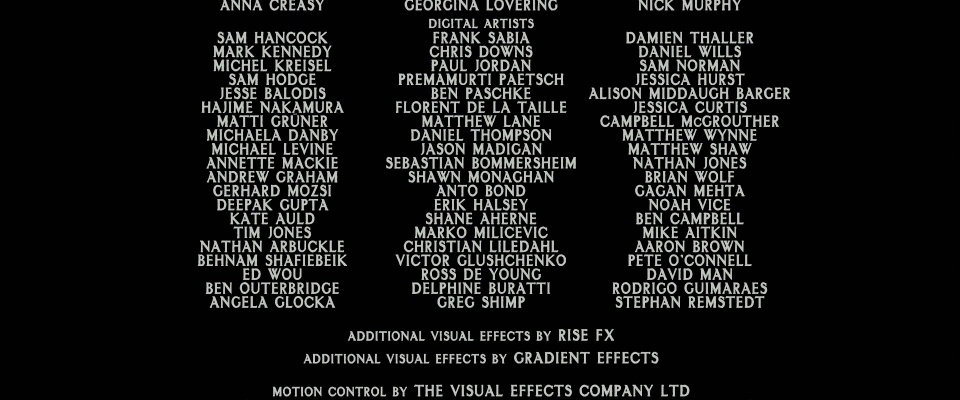 ANNA CREASY GEORGINA LOVERING NICK MURPHY
DIGITAL ARTISTS
SAM HANCOCK FRANK SABIA DAMIEN THALLER
MARK KENNEDY CHRIS DOWNS DANIEL WILLS
MICHEL KREISEL PAUL JORDAN SAM NORMAN
SAM HODGE PREMAMURTI PAETSCH JESSICA HURST
JESSE BALODIS BEN PASCHKE ALISON MIDDAUGH BARGER
HAJIME NAKAMURA FLORENT DE LA TAILLE JESSICA CURTIS
MATTI GRÜNER MATTHEW LANE CAMPBELL McGROUTHER
MICHAELA DANBY DANIEL THOMPSON MATTHEW WYNNE
MICHAEL LEVINE JASON MADIGAN MATTHEW SHAW
ANNETTE MACKIE SEBASTIAN BOMMERSHEIM NATHAN JONES
ANDREW GRAHAM SHAWN MONAGHAN BRIAN WOLF
GERHARD MOZSI ANTO BOND GAGAN MEHTA
DEEPAK GUPTA ERIK HALSEY NOAH VICE
KATE AULD SHANE AHERNE BEN CAMPBELL
TIM JONES MARKO MILICEVIC MIKE AITKIN
NATHAN ARBUCKLE CHRISTIAN LILEDAHL AARON BROWN
BEHNAM SHAFIEBEIK VICTOR GLUSHCHENKO PETE O'CONNELL
ED WOU ROSS DE YOUNG DAVID MAN
BEN OUTERBRIDGE DELPHINE BURATTI RODRIGO GUIMARAES
ANGELA GLOCKA GREG SHIMP STEPHAN REMSTEDT
ADDITIONAL VISUAL EFFECTS BY RISE FX
ADDITIONAL VISUAL EFFECTS BY GRADIENT EFFECTS
MOTION CONTROL BY THE VISUAL EFFECTS COMPANY LTD